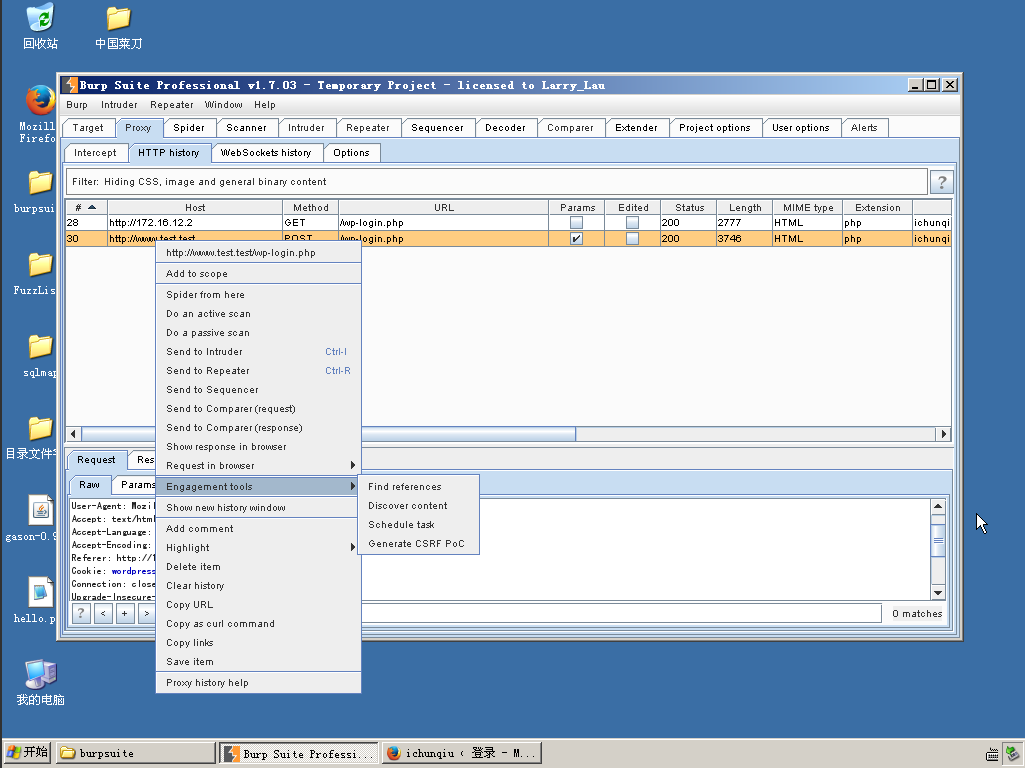 回收站
中国菜刀
Mozill
Firefo
burpsui
FuzzLis
sqlmap
gason-0.9
hello.p
我的电脑
Burp Suite Professional v1.7.03 - Temporary Project - licensed to Larry_Lau
Burp Intruder Repeater Window Help
Target Proxy Spider Scanner Intruder Repeater Sequencer Decoder Comparer Extender Project options User options Alerts
Intercept HTTP history WebSockets history Options
Filter: Hiding CSS, image and general binary content ?
# Host Method URL Params Edited Status Length MIME type Extension
28 http://172.16.12.2 GET /wp-login.php 200 2777 HTML php ichunqi
30 http://www.test.test POST /wp-login.php 200 3746 HTML php ichunqi
http://www.test.test/wp-login.php
Add to scope
Spider from here
Do an active scan
Do a passive scan
Send to Intruder Ctrl-I
Send to Repeater Ctrl-R
Send to Sequencer
Send to Comparer (request)
Send to Comparer (response)
Show response in browser
Request in browser
Engagement tools
Show new history window
Add comment
Highlight
Delete item
Clear history
Copy URL
Copy as curl command
Copy links
Save item
Proxy history help
Find references
Discover content
Schedule task
Generate CSRF PoC
Request Res
Raw Params
User-Agent: Mozil
Accept: text/html
Accept-Language:
Accept-Encoding:
Referer: http://1
Cookie: wordpress
Connection: close
Upgrade-Insecure-
? < + > 0 matches
开始 burpsuite Burp Suite Professi... ichunqiu ‹ 登录 - M...